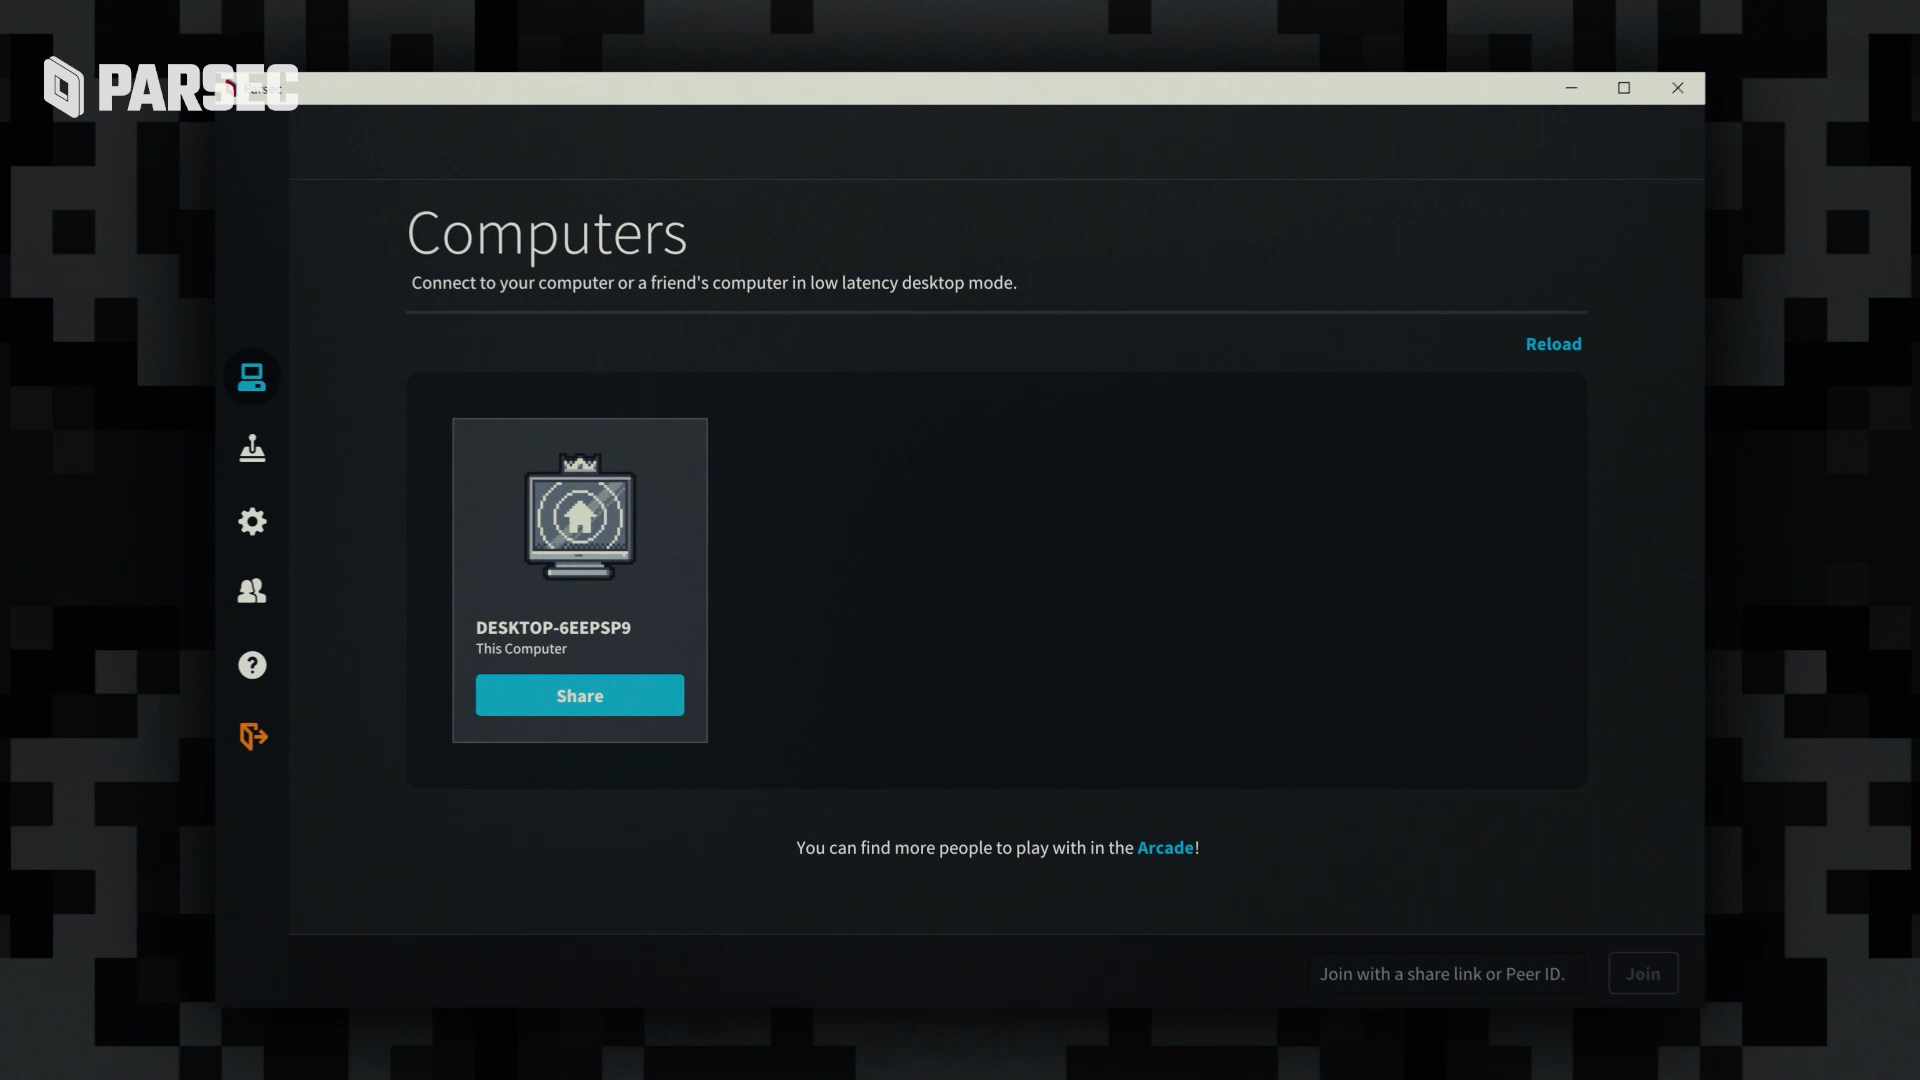 PARSEC
Parsec
Computers
Connect to your computer or a friend's computer in low latency desktop mode.
Reload
DESKTOP-6EEPSP9
This Computer
Share
You can find more people to play with in the Arcade!
Join with a share link or Peer ID.
Join